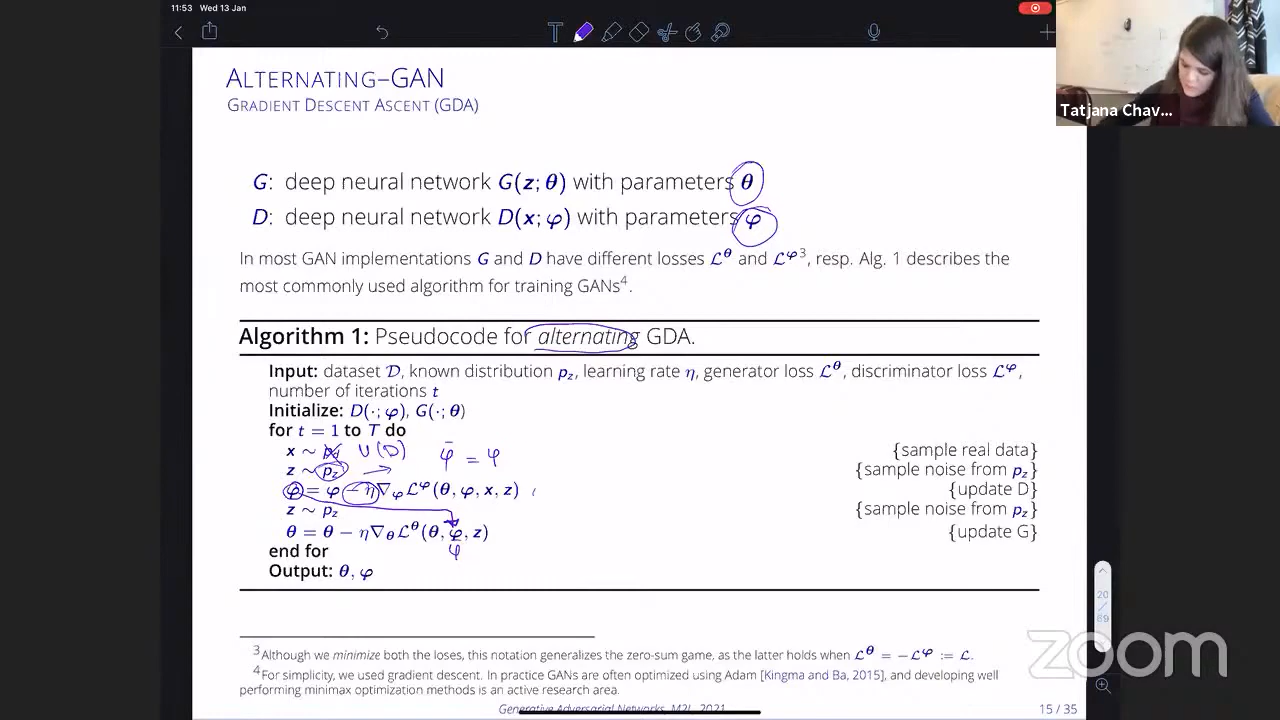 11:53 Wed 13 Jan
Tatjana Chav...
ALTERNATING–GAN
GRADIENT DESCENT ASCENT (GDA)
G: deep neural network G(z; θ) with parameters θ
D: deep neural network D(x; φ) with parameters φ
In most GAN implementations G and D have different losses ℒ^θ and ℒ^φ 3, resp. Alg. 1 describes the
most commonly used algorithm for training GANs4.
Algorithm 1: Pseudocode for alternating GDA.
Input: dataset 𝒟, known distribution p_z, learning rate η, generator loss ℒ^θ, discriminator loss ℒ^φ,
number of iterations t
Initialize: D(·; φ), G(·; θ)
for t = 1 to T do
x ∼ U(D) {sample real data}
φ̄ = φ
z ∼ p_z {sample noise from p_z}
φ = φ − η∇_φ ℒ^φ(θ, φ, x, z) {update D}
z ∼ p_z {sample noise from p_z}
θ = θ − η∇_θ ℒ^θ(θ, φ, z) {update G}
φ
end for
Output: θ, φ
3Although we minimize both the loses, this notation generalizes the zero-sum game, as the latter holds when ℒ^θ = −ℒ^φ := ℒ.
4For simplicity, we used gradient descent. In practice GANs are often optimized using Adam [Kingma and Ba, 2015], and developing well
performing minimax optimization methods is an active research area.
Generative Adversarial Networks, M2L, 2021
15 / 35
20
/
69
zoom